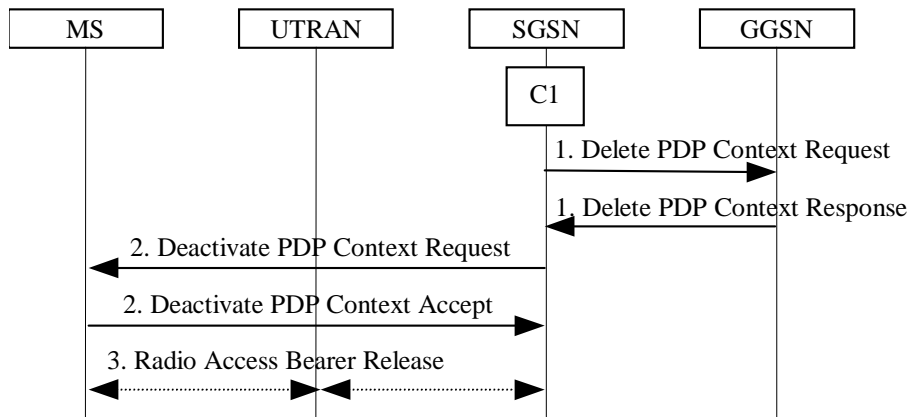 MS UTRAN SGSN GGSN
C1
1. Delete PDP Context Request
1. Delete PDP Context Response
2. Deactivate PDP Context Request
2. Deactivate PDP Context Accept
3. Radio Access Bearer Release